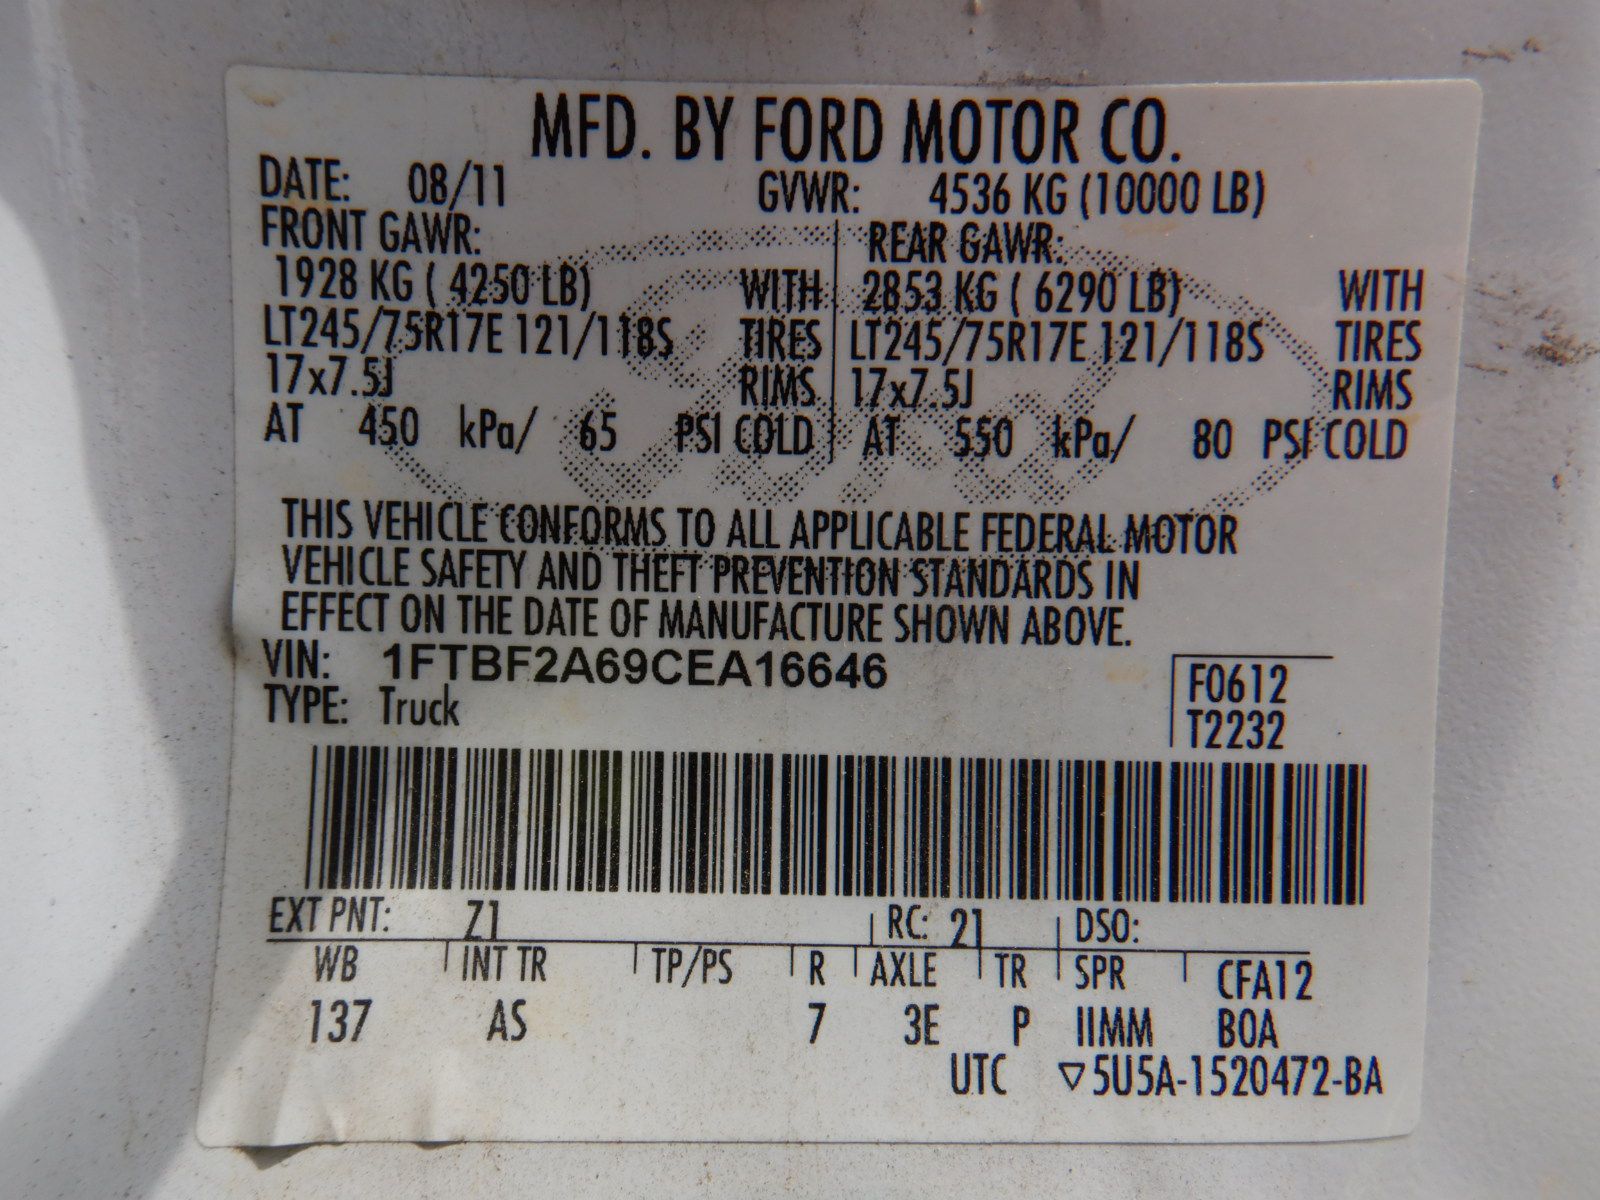 MFD. BY FORD MOTOR CO.
DATE: 08/11 GVWR: 4536 KG (10000 LB)
FRONT GAWR: REAR GAWR:
1928 KG ( 4250 LB) WITH 2853 KG ( 6290 LB) WITH
LT245/75R17E 121/118S TIRES LT245/75R17E 121/118S TIRES
17x7.5J RIMS 17x7.5J RIMS
AT 450 kPa/ 65 PSI COLD AT 550 kPa/ 80 PSI COLD
THIS VEHICLE CONFORMS TO ALL APPLICABLE FEDERAL MOTOR
VEHICLE SAFETY AND THEFT PREVENTION STANDARDS IN
EFFECT ON THE DATE OF MANUFACTURE SHOWN ABOVE.
VIN: 1FTBF2A69CEA16646
TYPE: Truck
F0612
T2232
EXT PNT: Z1 RC: 21 DSO:
WB INT TR TP/PS R AXLE TR SPR CFA12
137 AS 7 3E P IIMM BOA
UTC ▽5U5A-1520472-BA